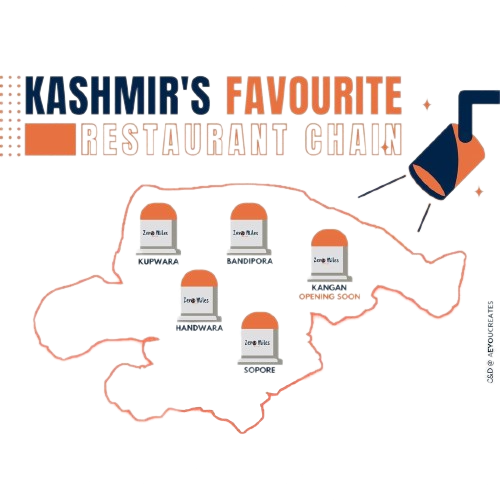 KASHMIR'S FAVOURITE
RESTAURANT CHAIN
Zero Miles
KUPWARA
Zero Miles
BANDIPORA
Zero Miles
KANGAN
OPENING SOON
Zero Miles
HANDWARA
Zero Miles
SOPORE
C&D @ AEYOUCREATES